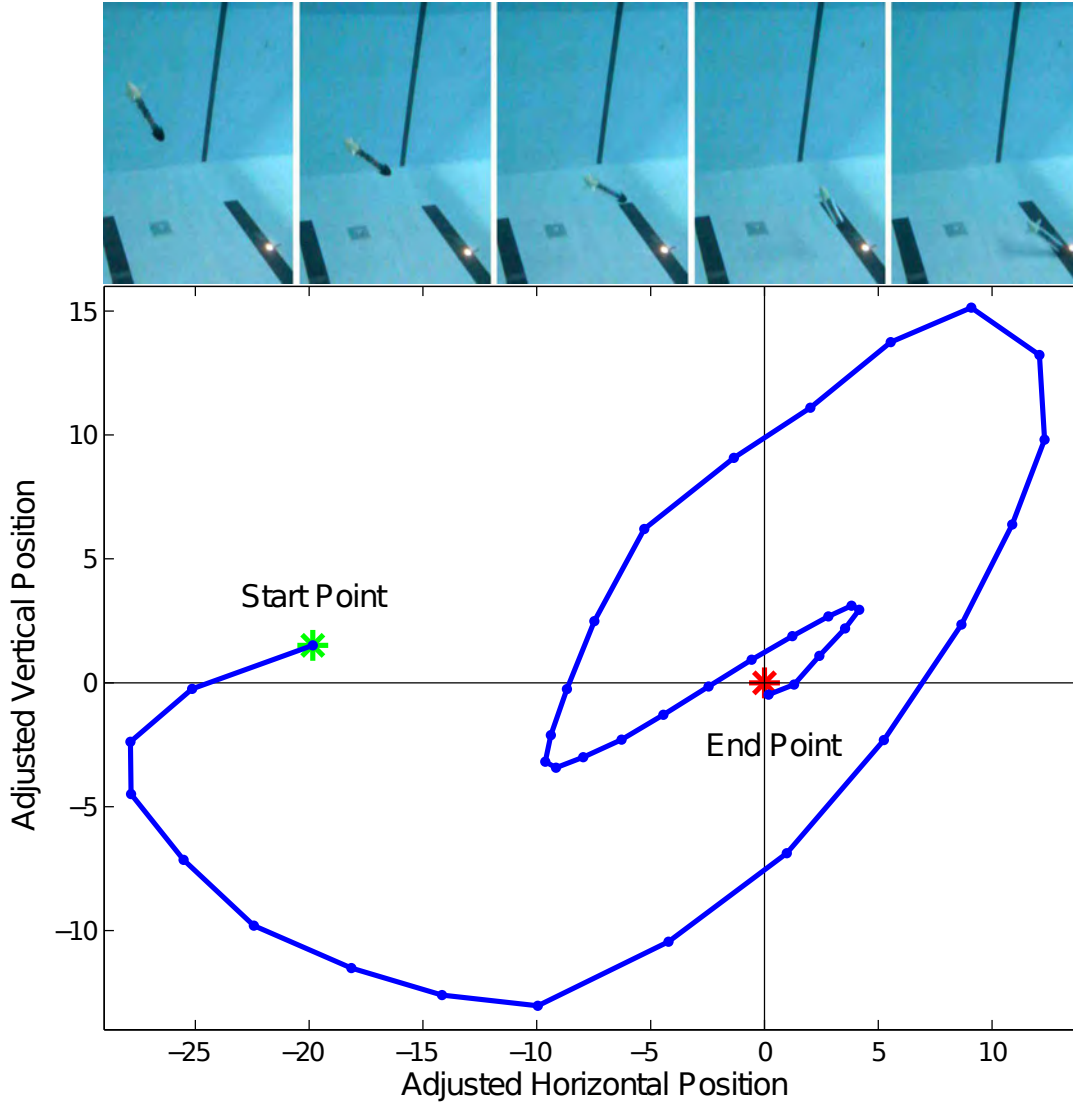 15
10
5
0
−5
−10
Adjusted Vertical Position
Start Point
End Point
−25 −20 −15 −10 −5 0 5 10
Adjusted Horizontal Position